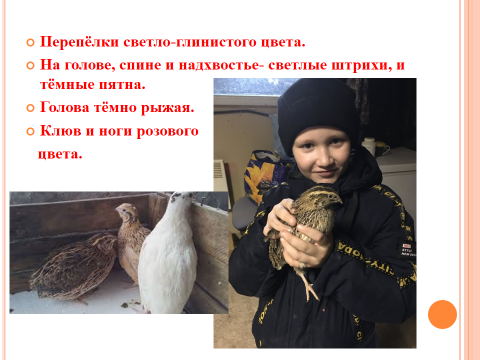 Перепёлки светло-глинистого цвета.
На голове, спине и надхвостье- светлые штрихи, и
тёмные пятна.
Голова тёмно рыжая.
Клюв и ноги розового
цвета.